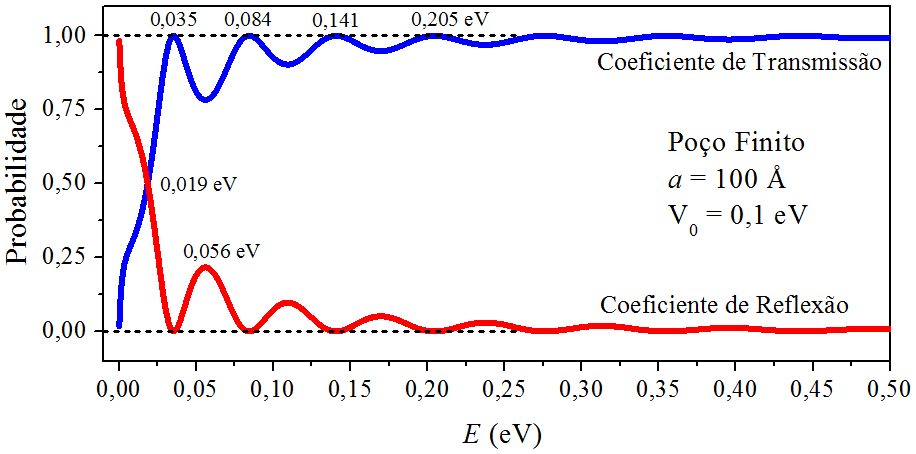 0,035 0,084 0,141 0,205 eV
1,00
Coeficiente de Transmissão
0,75
Poço Finito
a = 100 Å
V0 = 0,1 eV
0,50
0,019 eV
0,056 eV
0,25
Coeficiente de Reflexão
0,00
Probabilidade
0,00 0,05 0,10 0,15 0,20 0,25 0,30 0,35 0,40 0,45 0,50
E (eV)